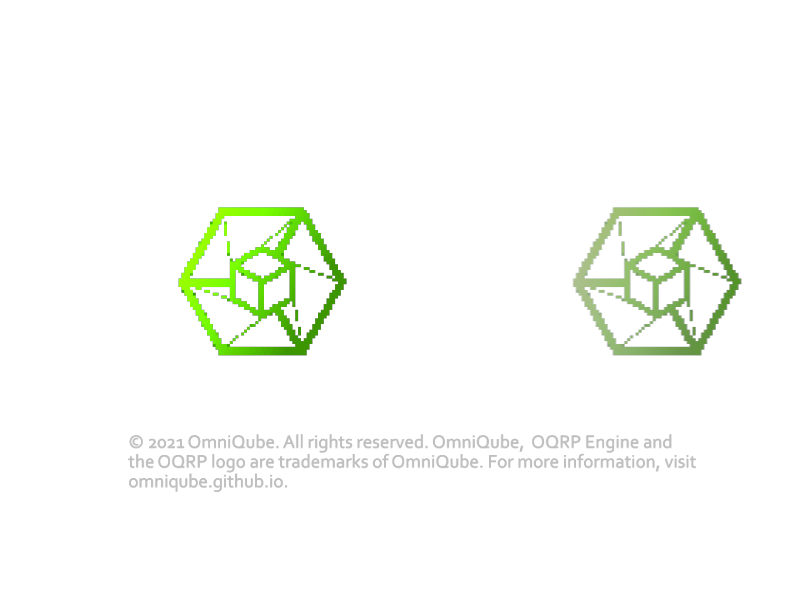 © 2021 OmniQube. All rights reserved. OmniQube,  OQRP Engine and
the OQRP logo are trademarks of OmniQube. For more information, visit
omniqube.github.io.